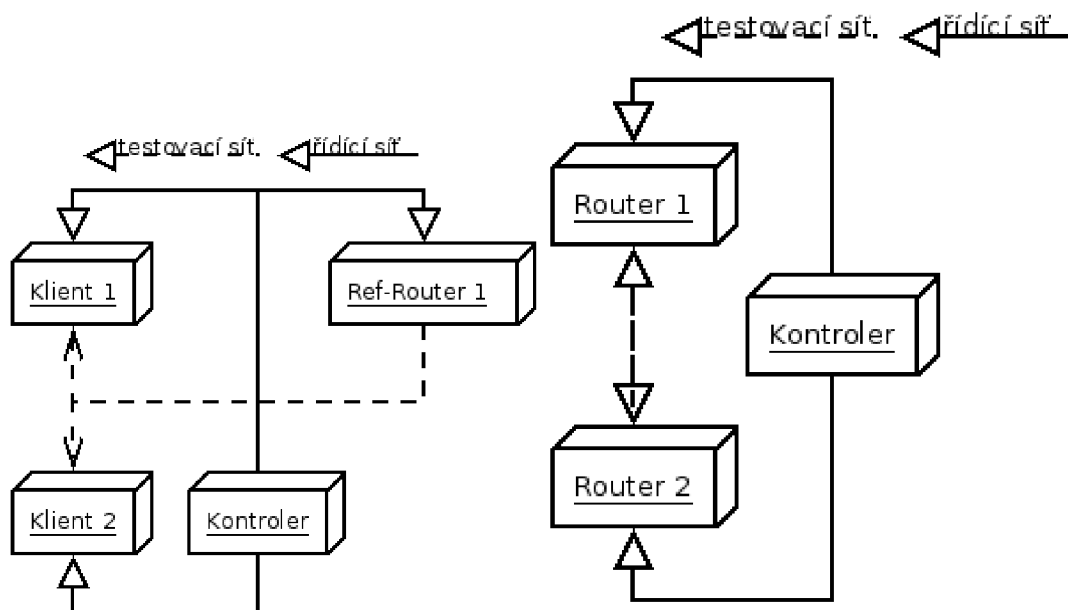 testovací síť
řídící síť
Klient 1
Ref-Router 1
Klient 2
Kontroler
testovací síť
řídící síť
Router 1
Kontroler
Router 2